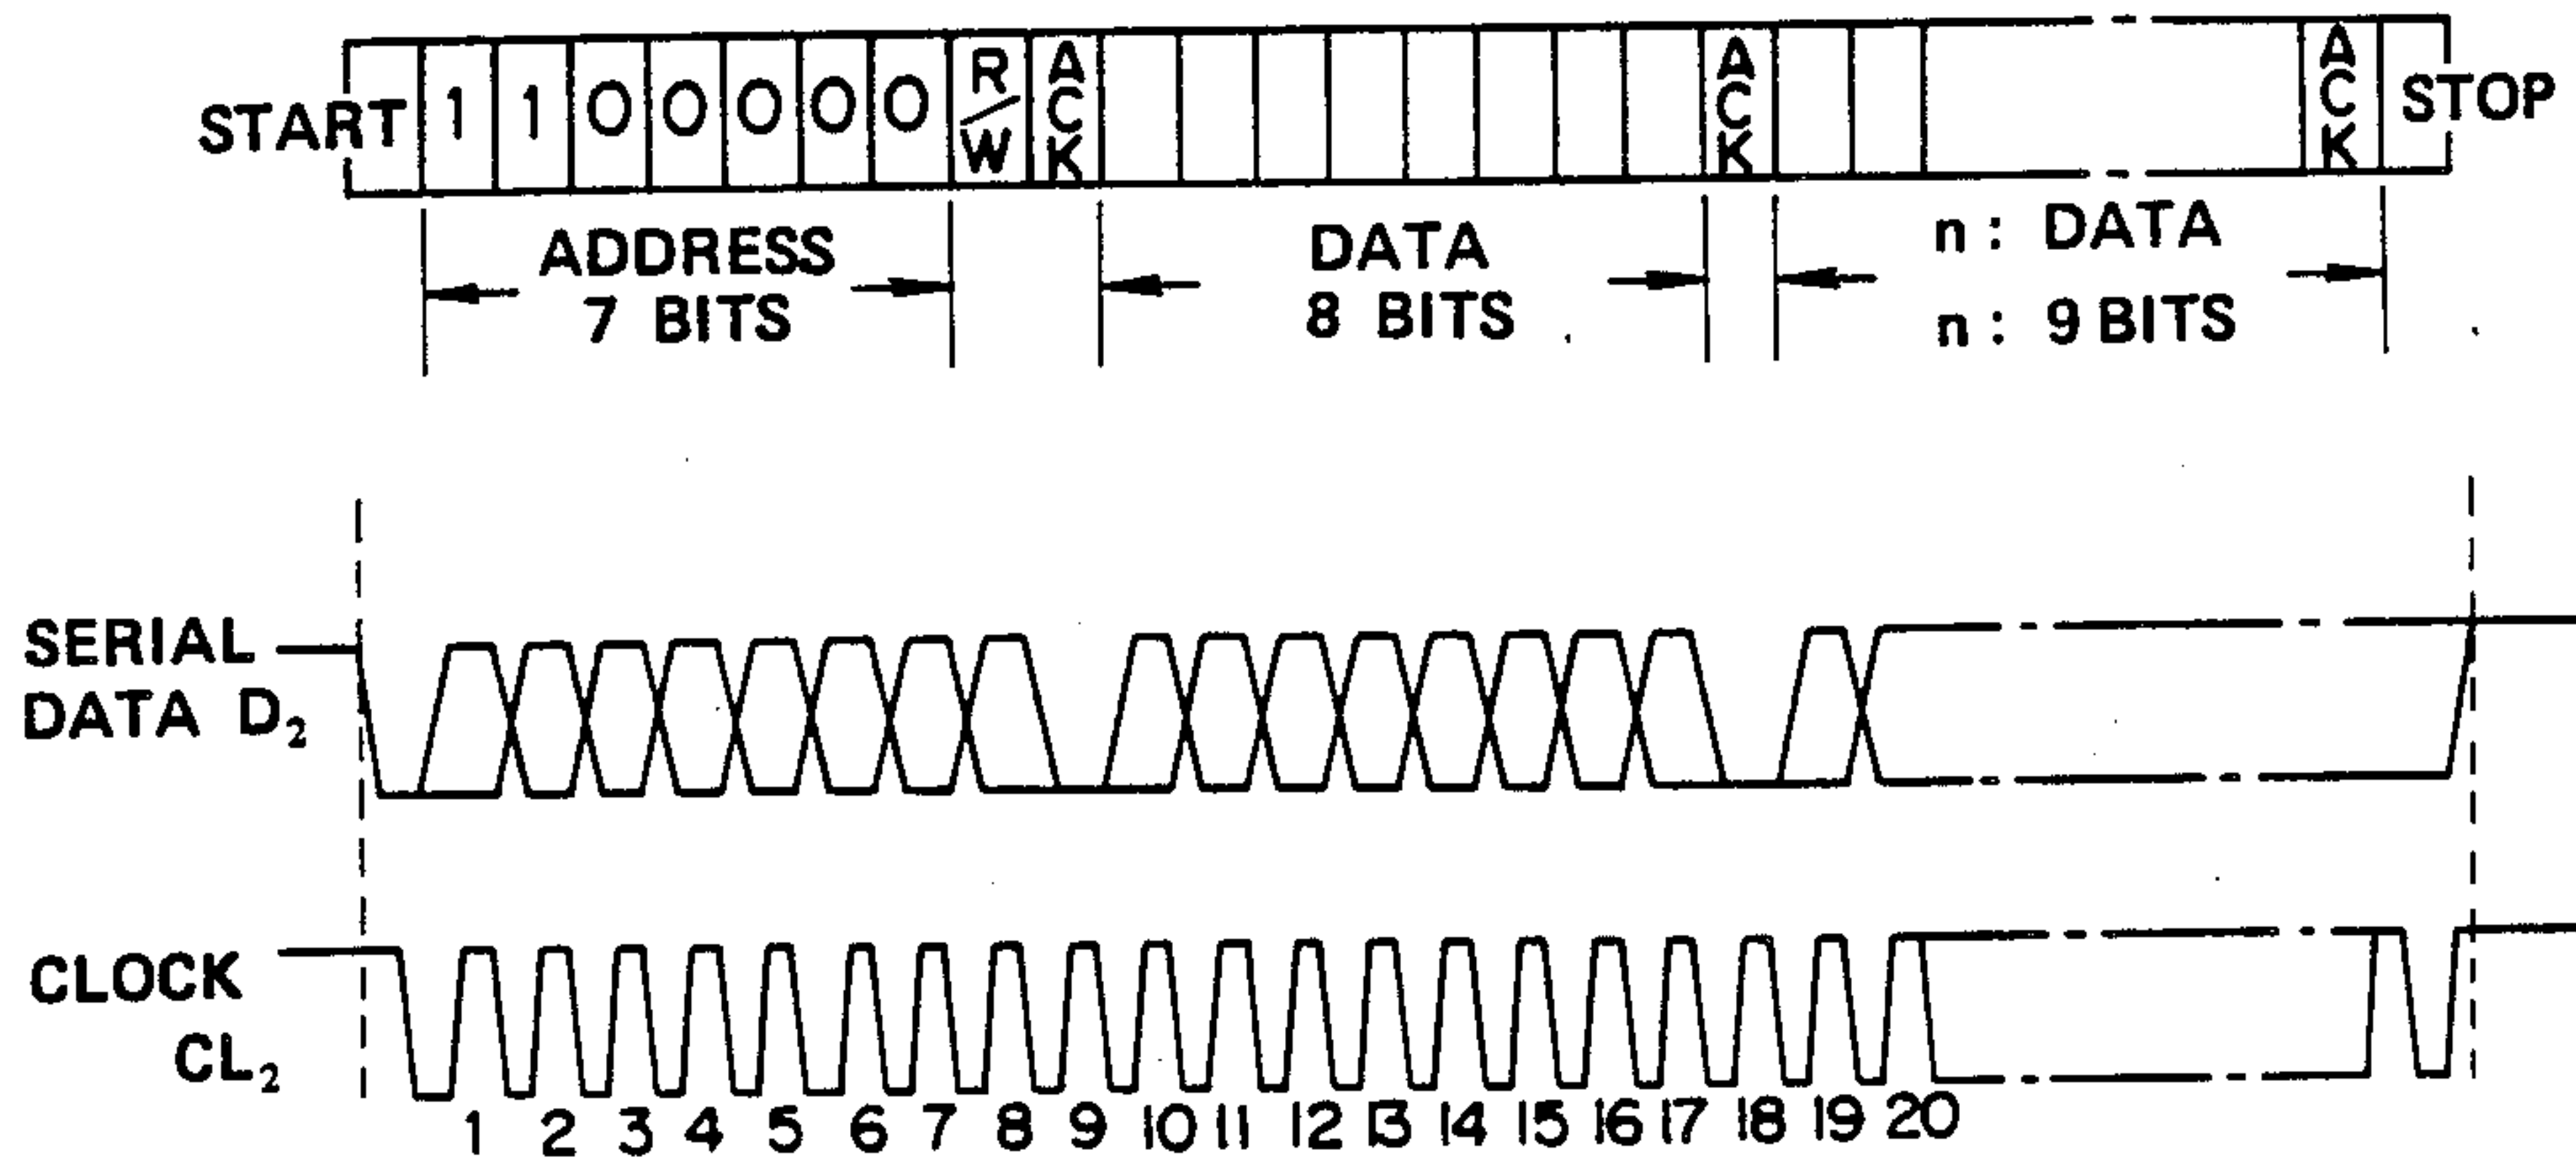 START 1 1 0 0 0 0 0 R/W ACK ACK ACK STOP
ADDRESS
7 BITS
DATA
8 BITS
n: DATA
n: 9 BITS
SERIAL
DATA D₂
CLOCK
CL₂
1 2 3 4 5 6 7 8 9 10 11 12 13 14 15 16 17 18 19 20